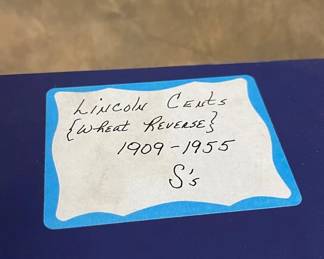 Lincoln Cents
{Wheat Reverse}
1909-1955
S's